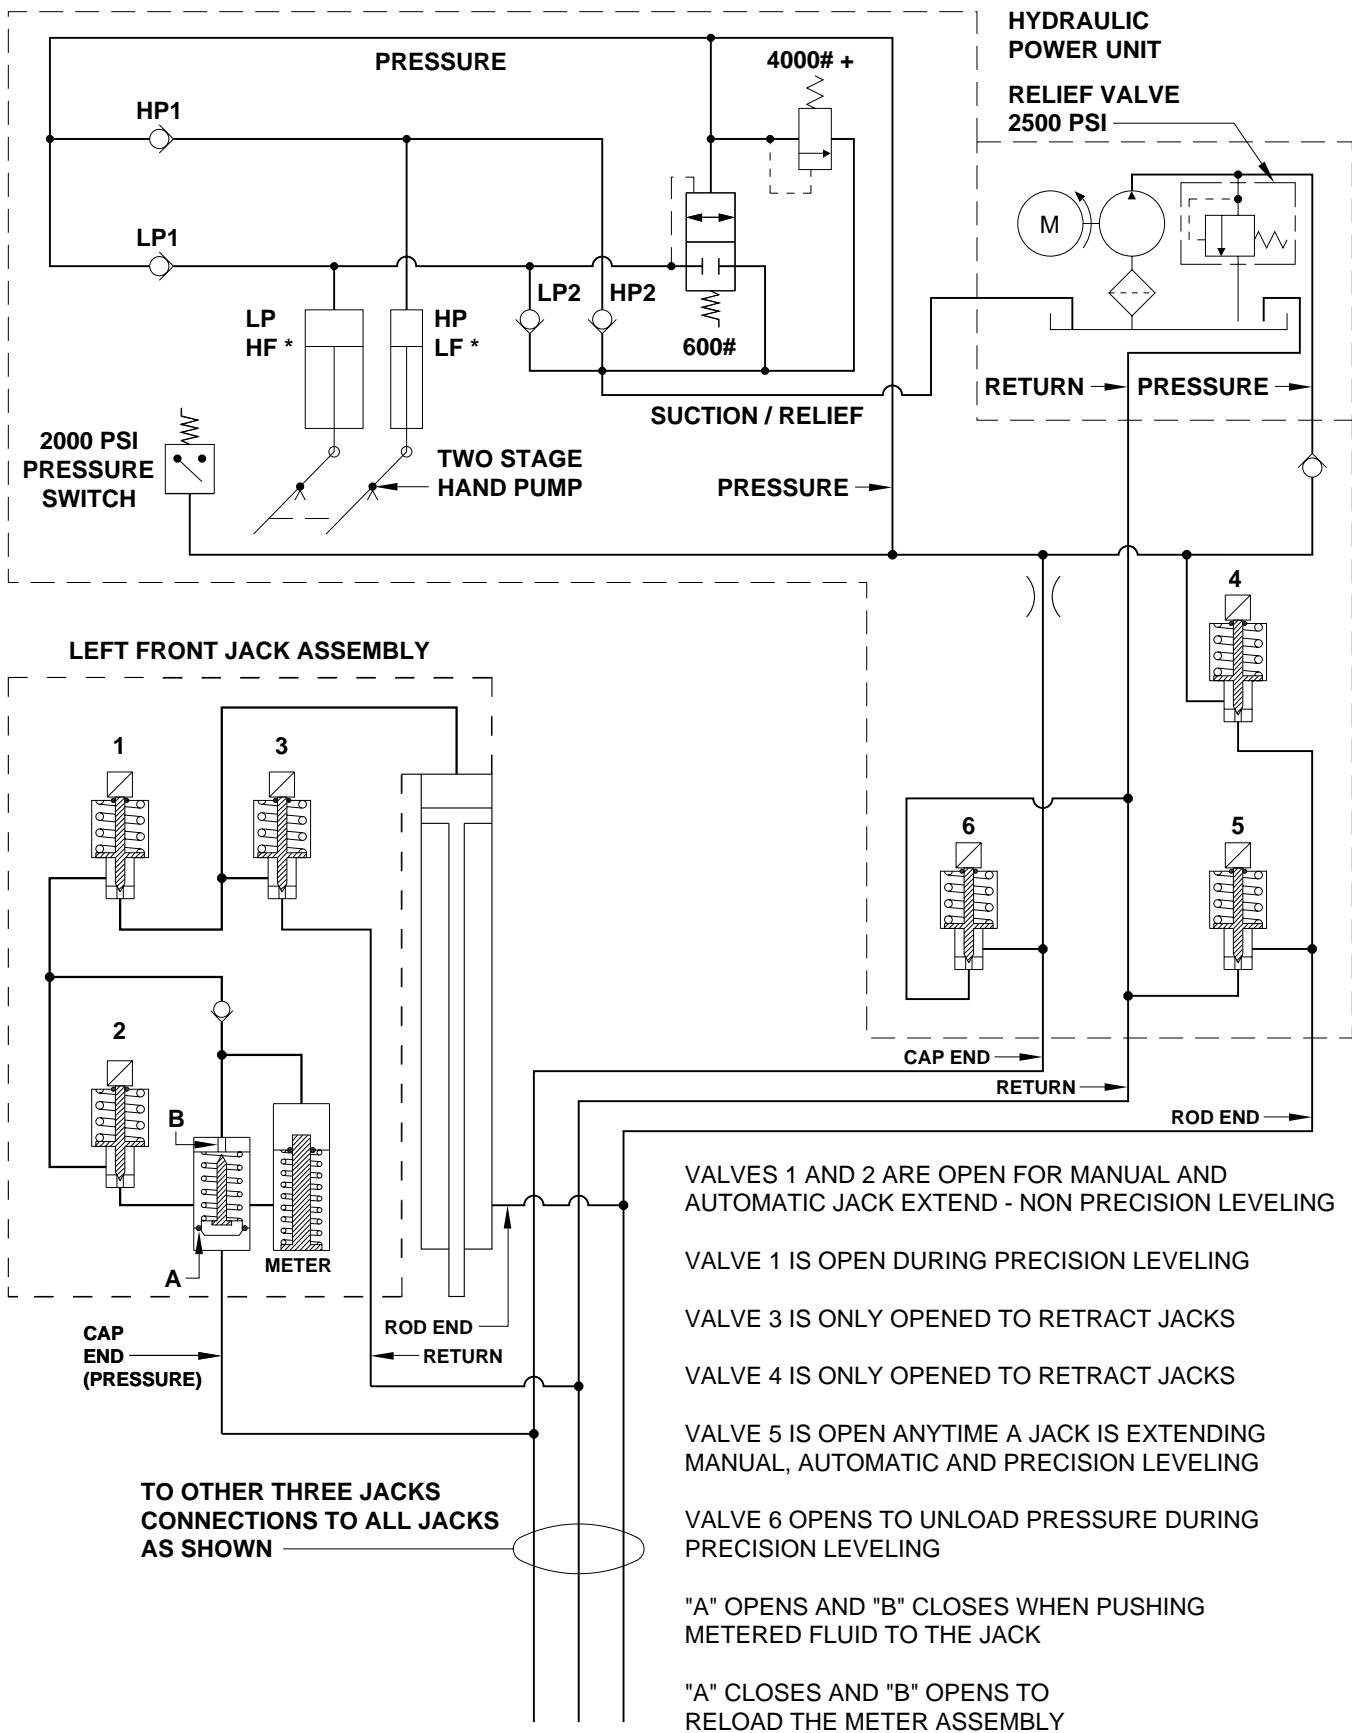 HYDRAULIC
POWER UNIT
PRESSURE
4000# +
RELIEF VALVE
2500 PSI
HP1
M
LP1
LP2
HP2
LP
HF *
HP
LF *
600#
RETURN
PRESSURE
SUCTION / RELIEF
2000 PSI
PRESSURE
SWITCH
TWO STAGE
HAND PUMP
PRESSURE
4
LEFT FRONT JACK ASSEMBLY
1
3
6
5
2
B
A
METER
CAP END
RETURN
ROD END
CAP
END
(PRESSURE)
ROD END
RETURN
TO OTHER THREE JACKS
CONNECTIONS TO ALL JACKS
AS SHOWN
VALVES 1 AND 2 ARE OPEN FOR MANUAL AND
AUTOMATIC JACK EXTEND - NON PRECISION LEVELING
VALVE 1 IS OPEN DURING PRECISION LEVELING
VALVE 3 IS ONLY OPENED TO RETRACT JACKS
VALVE 4 IS ONLY OPENED TO RETRACT JACKS
VALVE 5 IS OPEN ANYTIME A JACK IS EXTENDING
MANUAL, AUTOMATIC AND PRECISION LEVELING
VALVE 6 OPENS TO UNLOAD PRESSURE DURING
PRECISION LEVELING
"A" OPENS AND "B" CLOSES WHEN PUSHING
METERED FLUID TO THE JACK
"A" CLOSES AND "B" OPENS TO
RELOAD THE METER ASSEMBLY